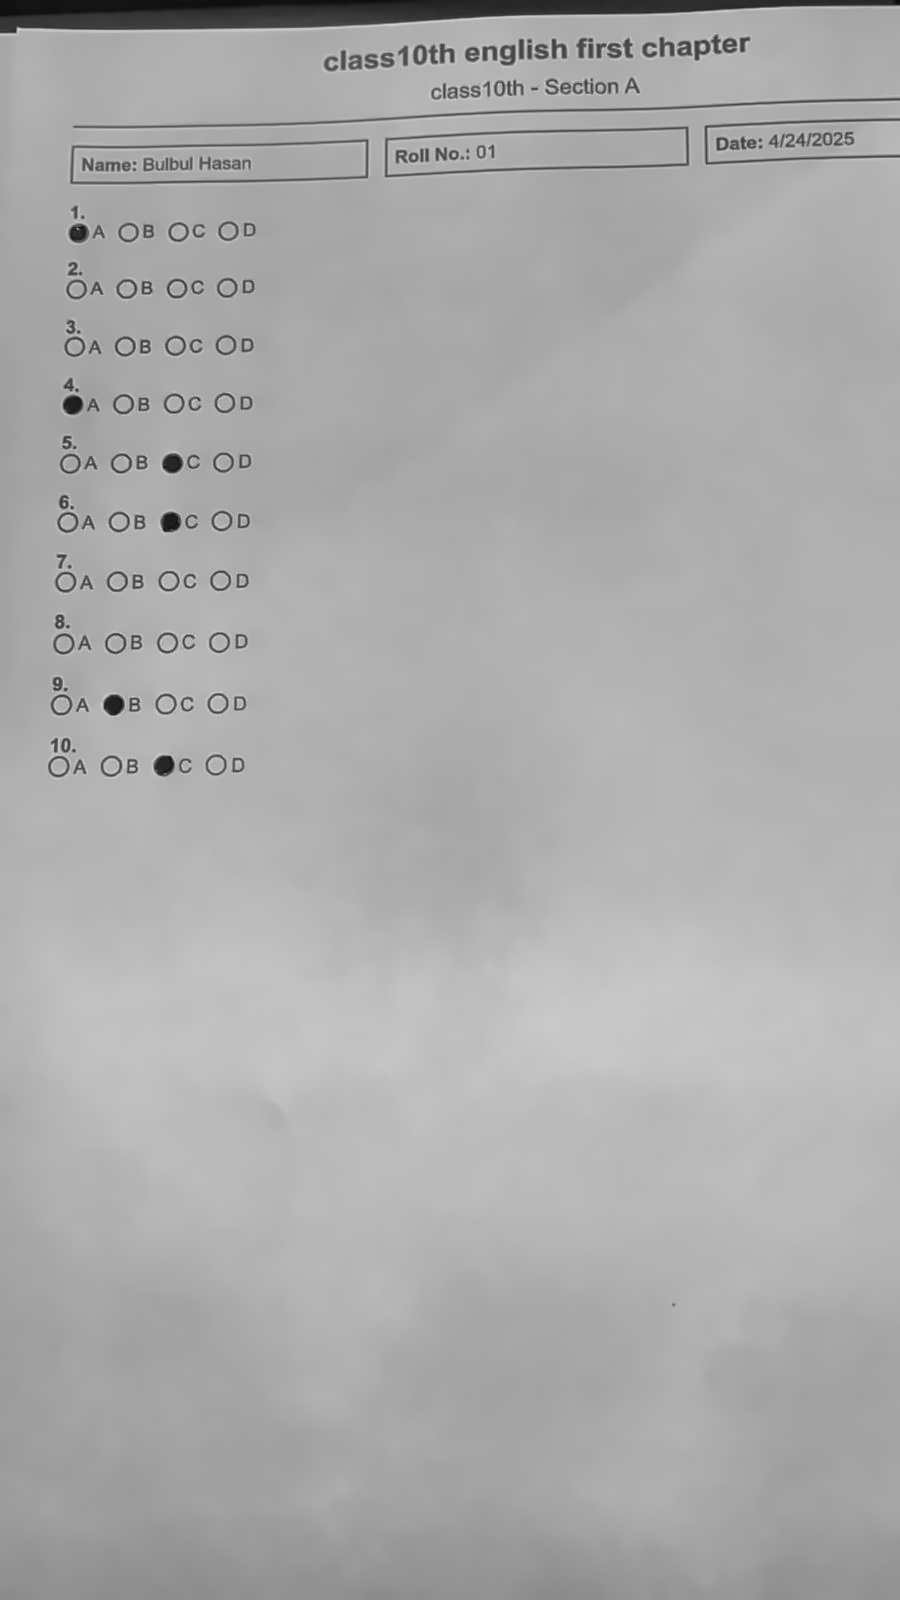 class10th english first chapter
class10th - Section A
Name: Bulbul Hasan Roll No.: 01 Date: 4/24/2025
1.
A B C D
2.
A B C D
3.
A B C D
4.
A B C D
5.
A B C D
6.
A B C D
7.
A B C D
8.
A B C D
9.
A B C D
10.
A B C D